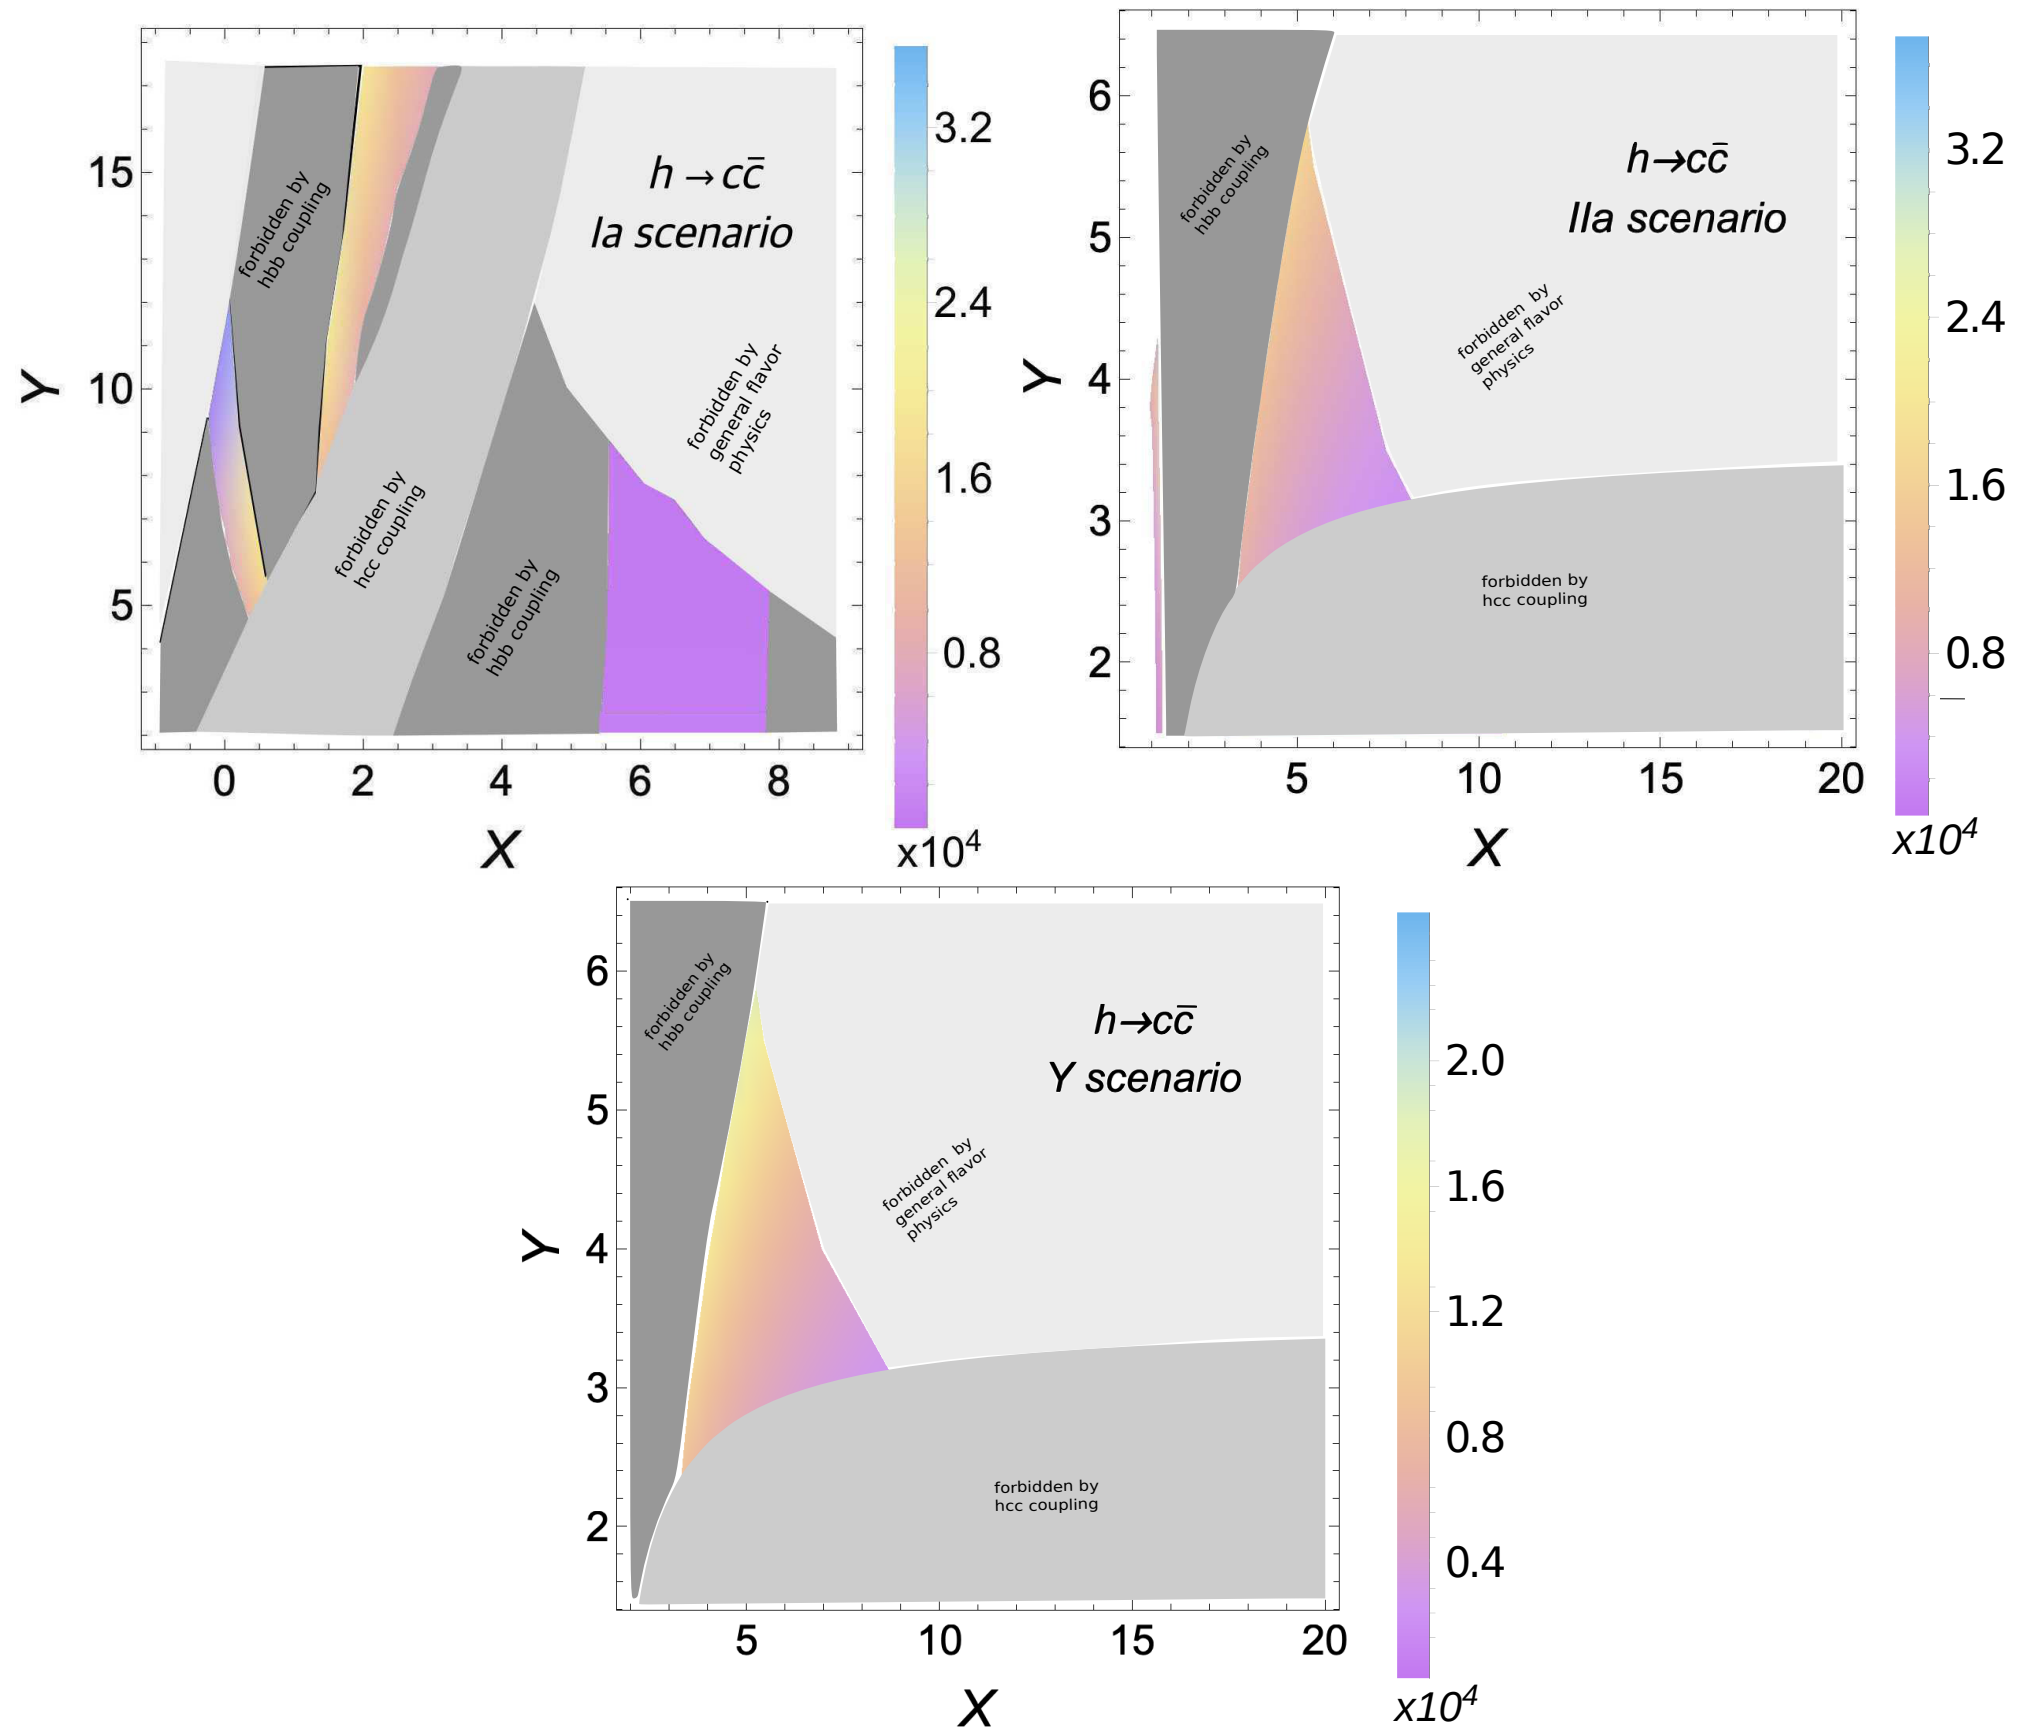 h → cc̄
Ia scenario
forbidden by
hbb coupling
forbidden by
hcc coupling
forbidden by
hbb coupling
forbidden by
general flavor
physics
15
10
5
Y
0 2 4 6 8
X
3.2
2.4
1.6
0.8
x10⁴
h→cc̄
IIa scenario
forbidden by
hbb coupling
forbidden by
general flavor
physics
forbidden by
hcc coupling
6
5
4
3
2
Y
5 10 15 20
X
3.2
2.4
1.6
0.8
x10⁴
h→cc̄
Y scenario
forbidden by
hbb coupling
forbidden by
general flavor
physics
forbidden by
hcc coupling
6
5
4
3
2
Y
5 10 15 20
X
2.0
1.6
1.2
0.8
0.4
x10⁴